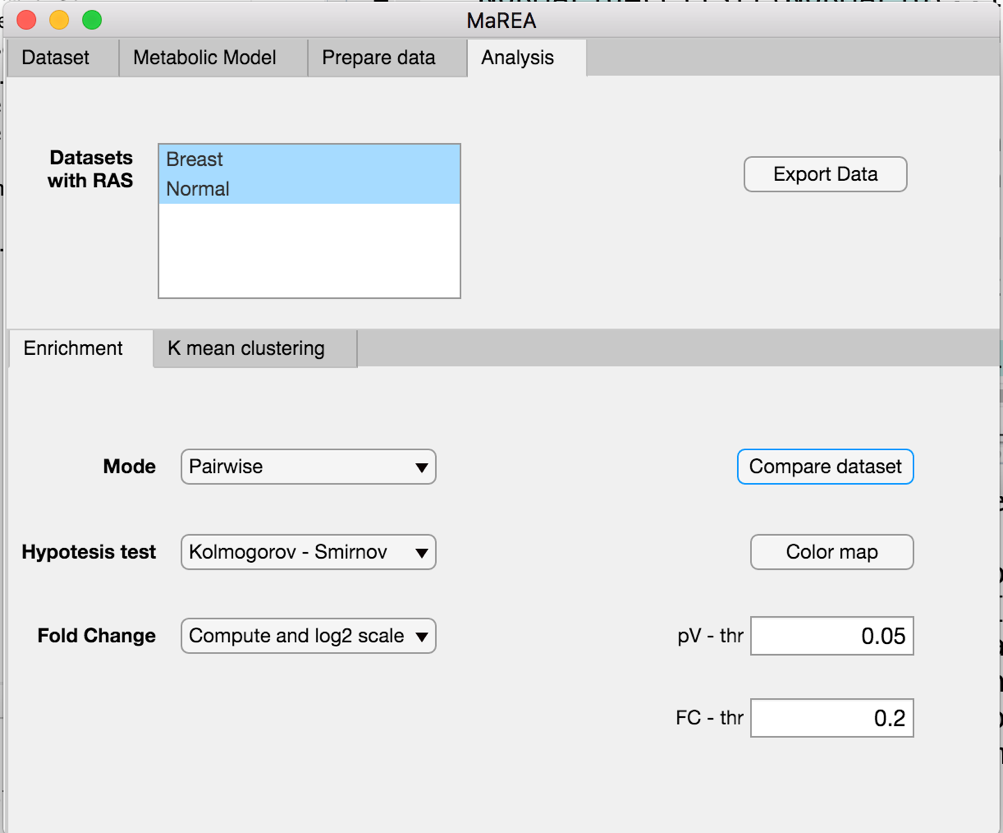 MaREA
Dataset
Metabolic Model
Prepare data
Analysis
Datasets
with RAS
Breast
Normal
Export Data
Enrichment
K mean clustering
Mode
Pairwise
Compare dataset
Hypotesis test
Kolmogorov - Smirnov
Color map
Fold Change
Compute and log2 scale
pV - thr
0.05
FC - thr
0.2